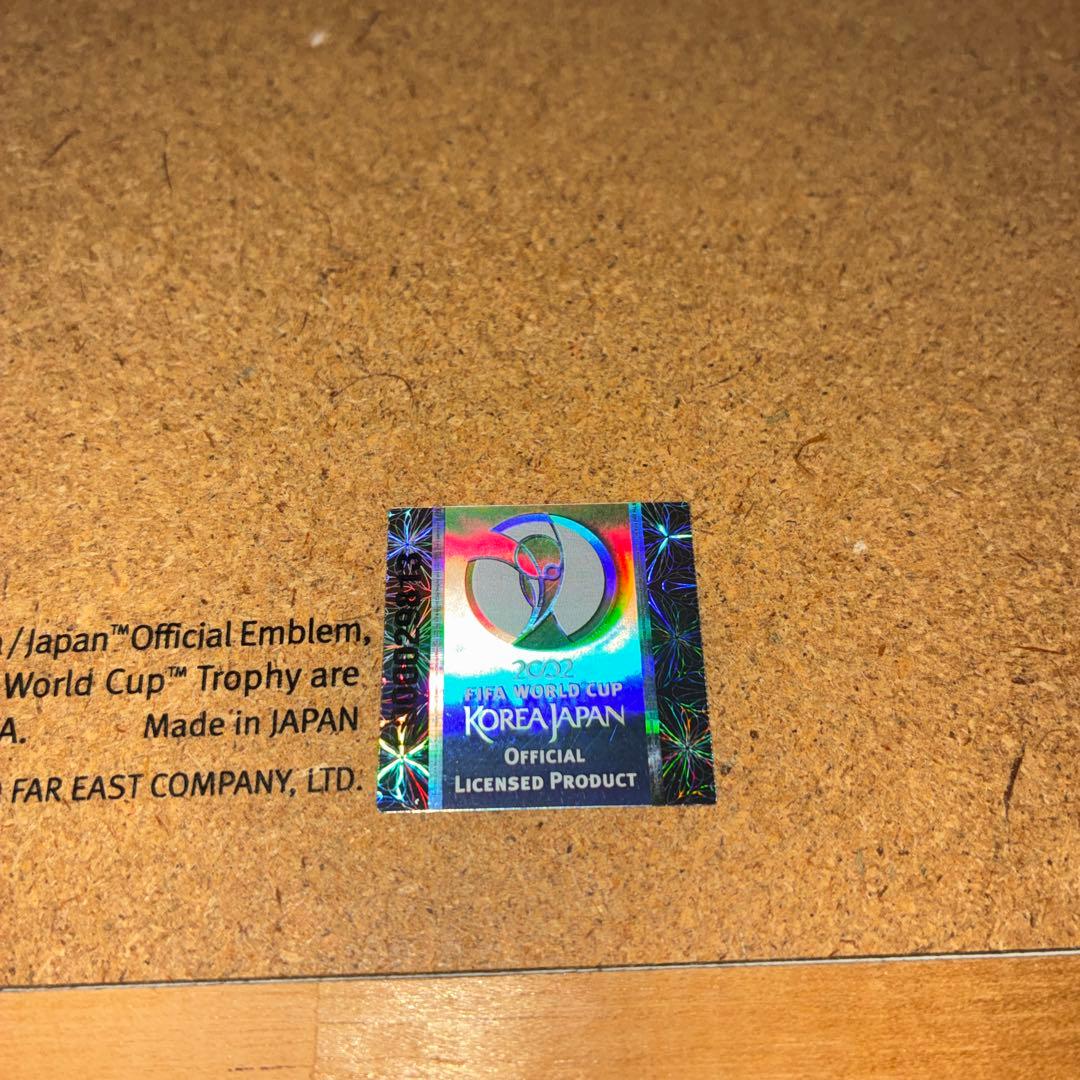 /Japan™Official Emblem,
World Cup™ Trophy are
A. Made in JAPAN
FAR EAST COMPANY, LTD.
2002
FIFA WORLD CUP
KOREA JAPAN
OFFICIAL
LICENSED PRODUCT